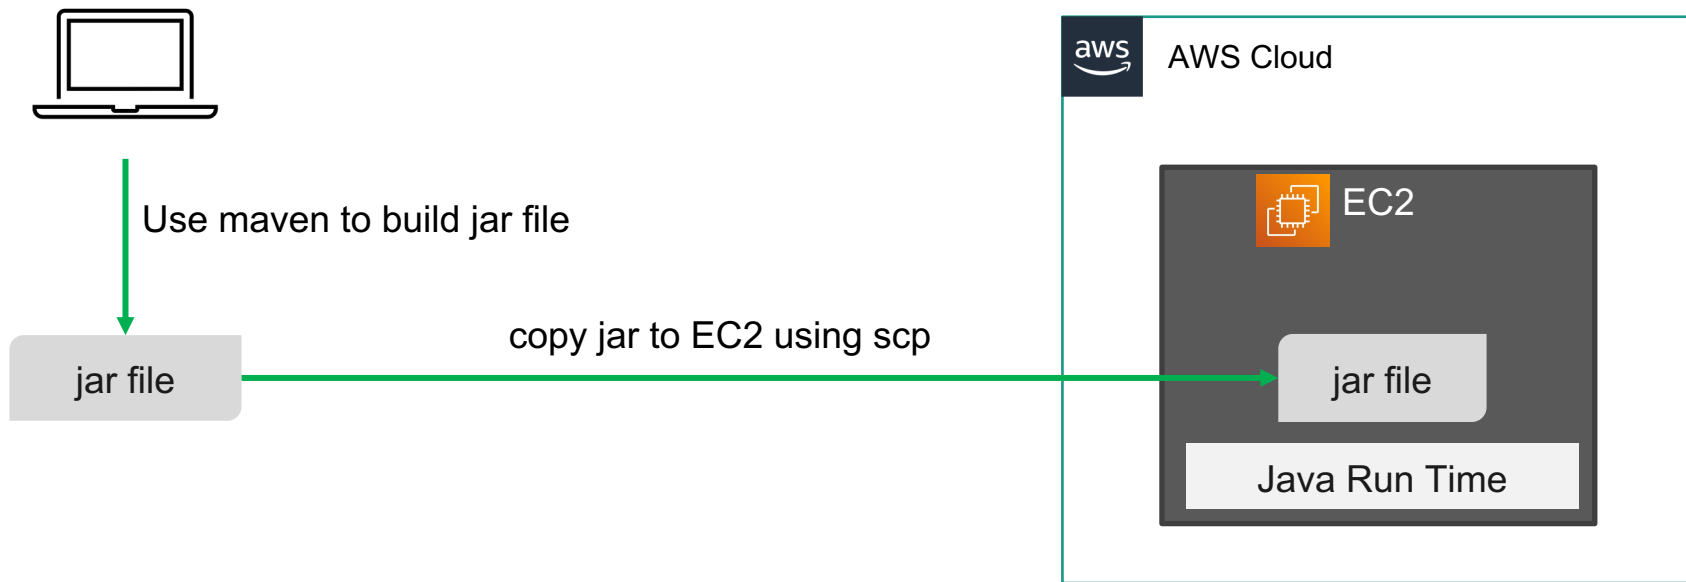 aws
AWS Cloud
EC2
Use maven to build jar file
copy jar to EC2 using scp
jar file
jar file
Java Run Time